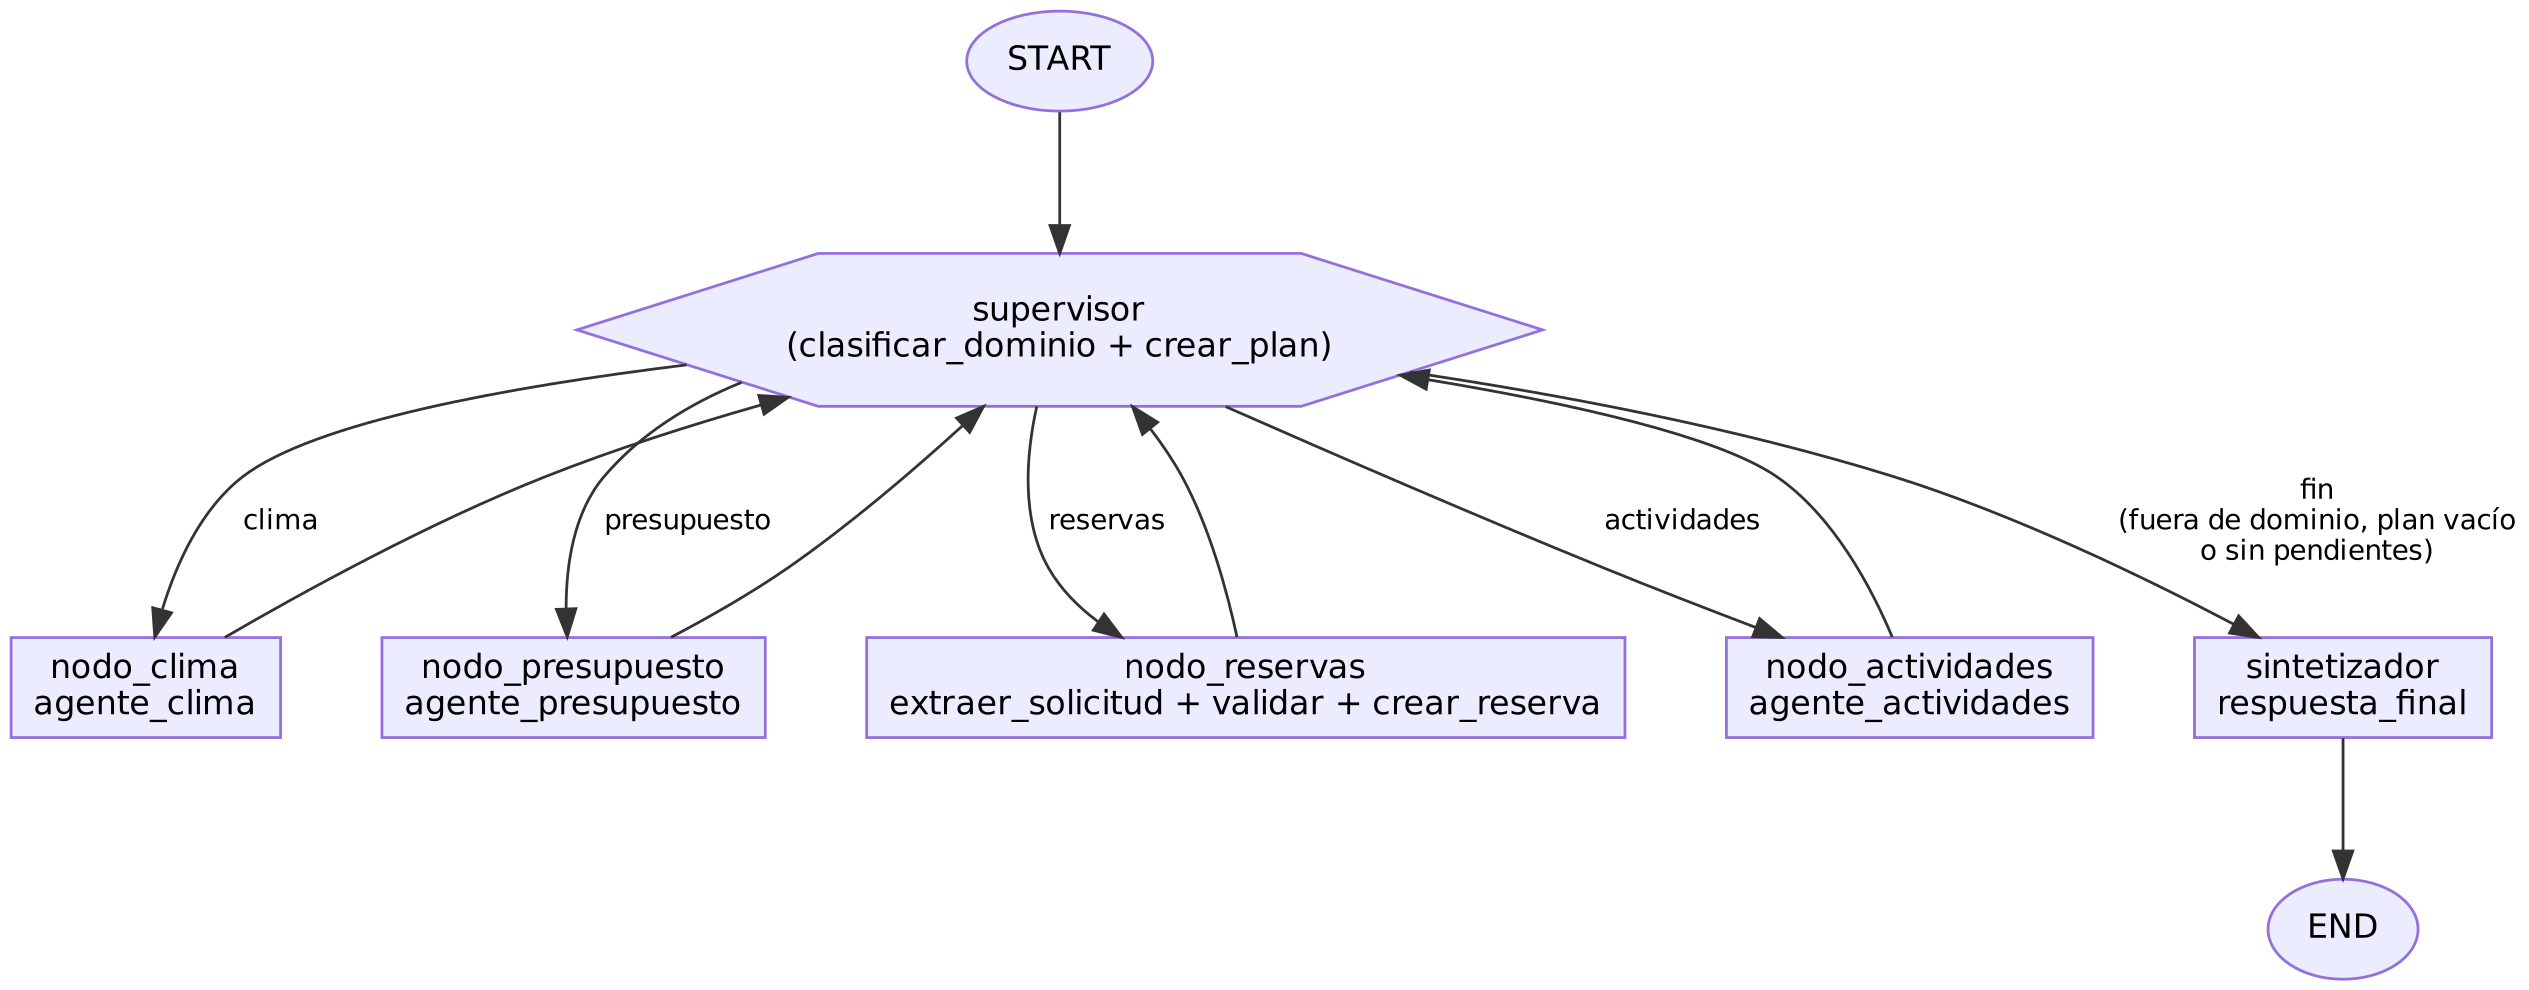 START
supervisor
(clasificar_dominio + crear_plan)
clima
presupuesto
reservas
actividades
fin
(fuera de dominio, plan vacío
o sin pendientes)
nodo_clima
agente_clima
nodo_presupuesto
agente_presupuesto
nodo_reservas
extraer_solicitud + validar + crear_reserva
nodo_actividades
agente_actividades
sintetizador
respuesta_final
END